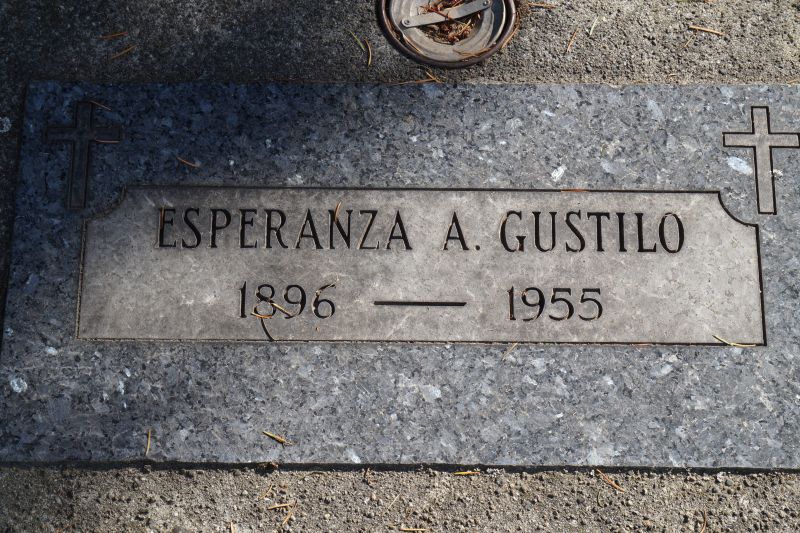 ESPERANZA A. GUSTILO
1896 — 1955